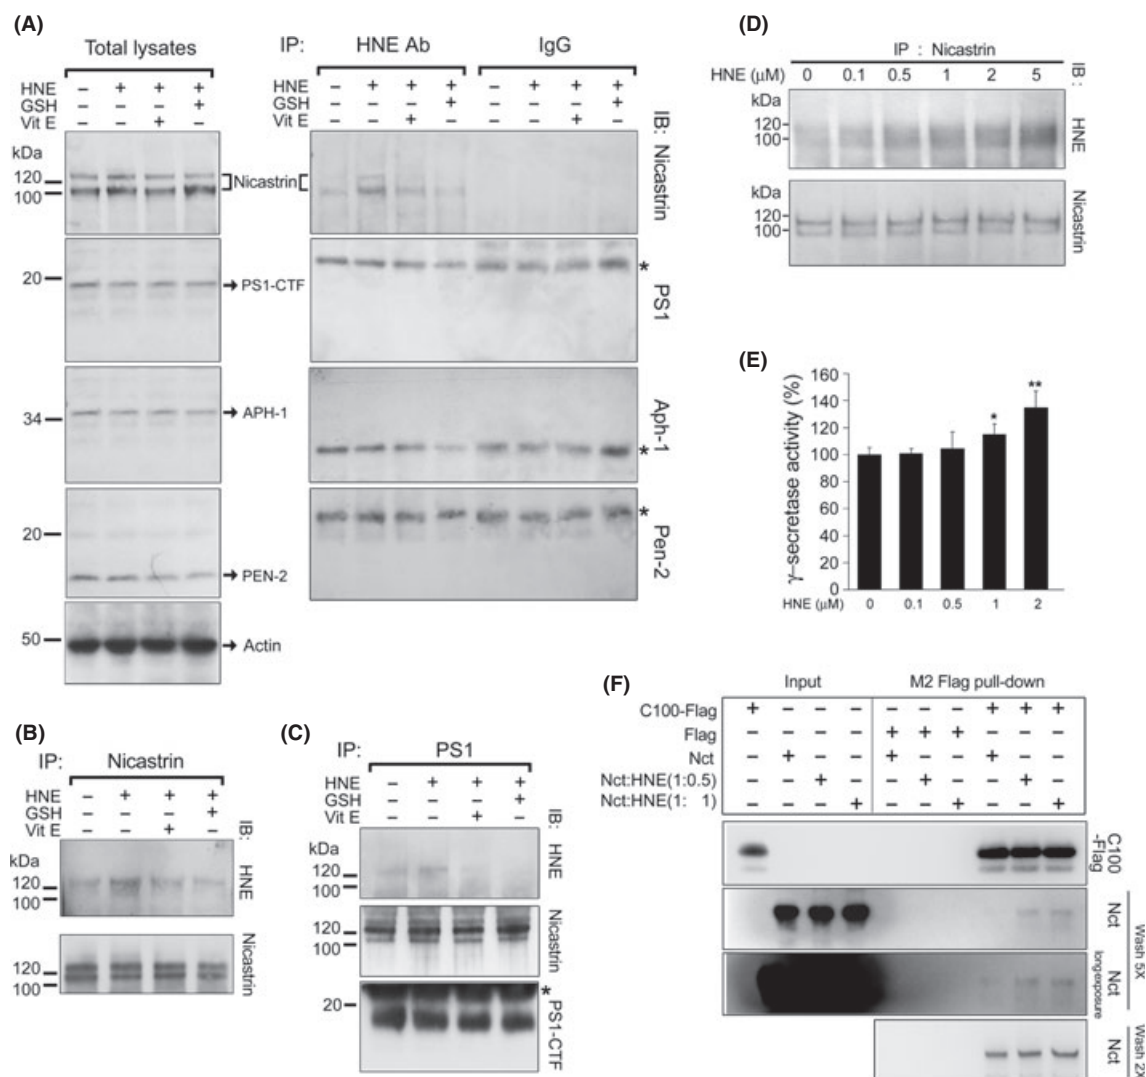 (A)
Total lysates
HNE − + + +
GSH − − − +
Vit E − − + −
kDa
120
100
Nicastrin
20
PS1-CTF
34
APH-1
20
PEN-2
50
Actin
IP: HNE Ab IgG
HNE − + + + − + + +
GSH − − − + − − − +
Vit E − − + − − − + −
IB: Nicastrin
* PS1
Aph-1
*
* Pen-2
(B)
IP: Nicastrin
HNE − + + +
GSH − − − +
Vit E − − + −
IB:
kDa
120
100
HNE
120
100
Nicastrin
(C)
IP: PS1
HNE − + + +
GSH − − − +
Vit E − − + −
IB:
kDa
120
100
HNE
120
100
Nicastrin
*
20
PS1-CTF
(D)
IP : Nicastrin
HNE (μM) 0 0.1 0.5 1 2 5
IB :
kDa
120
100
HNE
kDa
120
100
Nicastrin
(E)
γ–secretase activity (%)
160
140
120
100
80
60
40
20
0
* **
HNE (μM) 0 0.1 0.5 1 2
(F)
Input M2 Flag pull-down
C100-Flag + − − − − − − + + +
Flag − − − − + + + − − −
Nct − + − − + − − + − −
Nct:HNE(1:0.5) − − + − − + − − + −
Nct:HNE(1: 1) − − − + − − + − − +
C100
-Flag
Nct
Nct
long-exposure
Wash 5X
Nct
Wash 2X